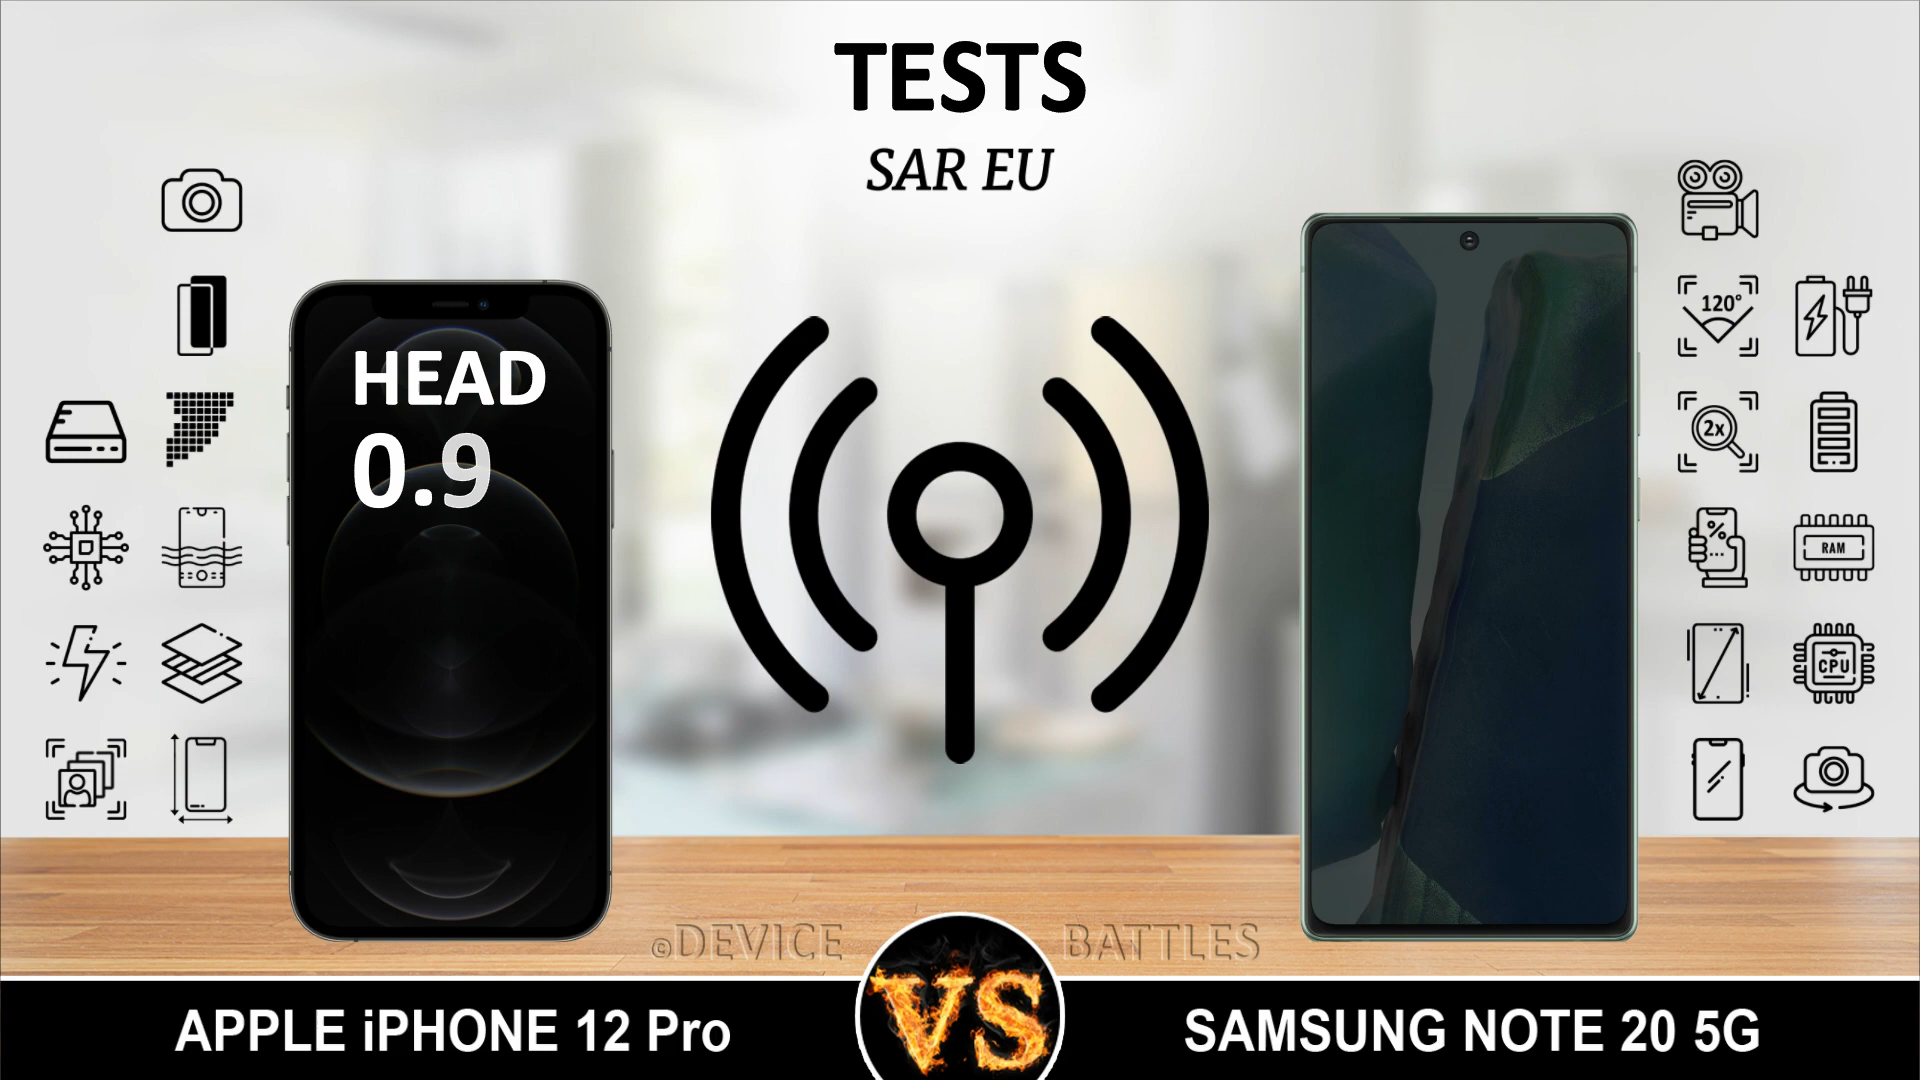 TESTS
SAR EU
HEAD
0.9
120°
2x
%
RAM
CPU
©DEVICE BATTLES
VS
APPLE iPHONE 12 Pro
SAMSUNG NOTE 20 5G